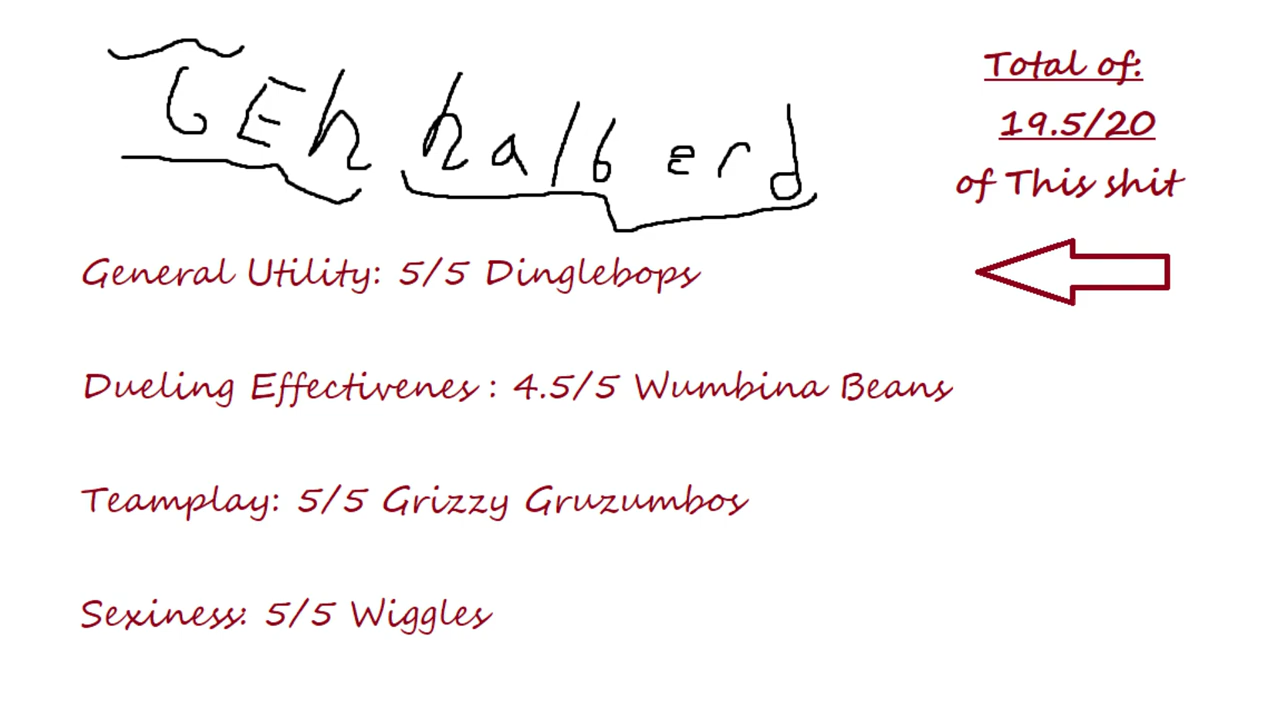 GEh halberd
Total of:
19.5/20
of This shit
General Utility: 5/5 Dinglebops
Dueling Effectivenes : 4.5/5 Wumbina Beans
Teamplay: 5/5 Grizzy Gruzumbos
Sexiness: 5/5 Wiggles